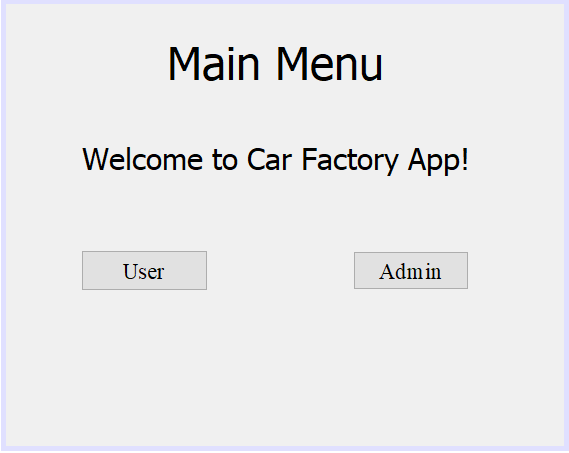 Main Menu
Welcome to Car Factory App!
User
Admin